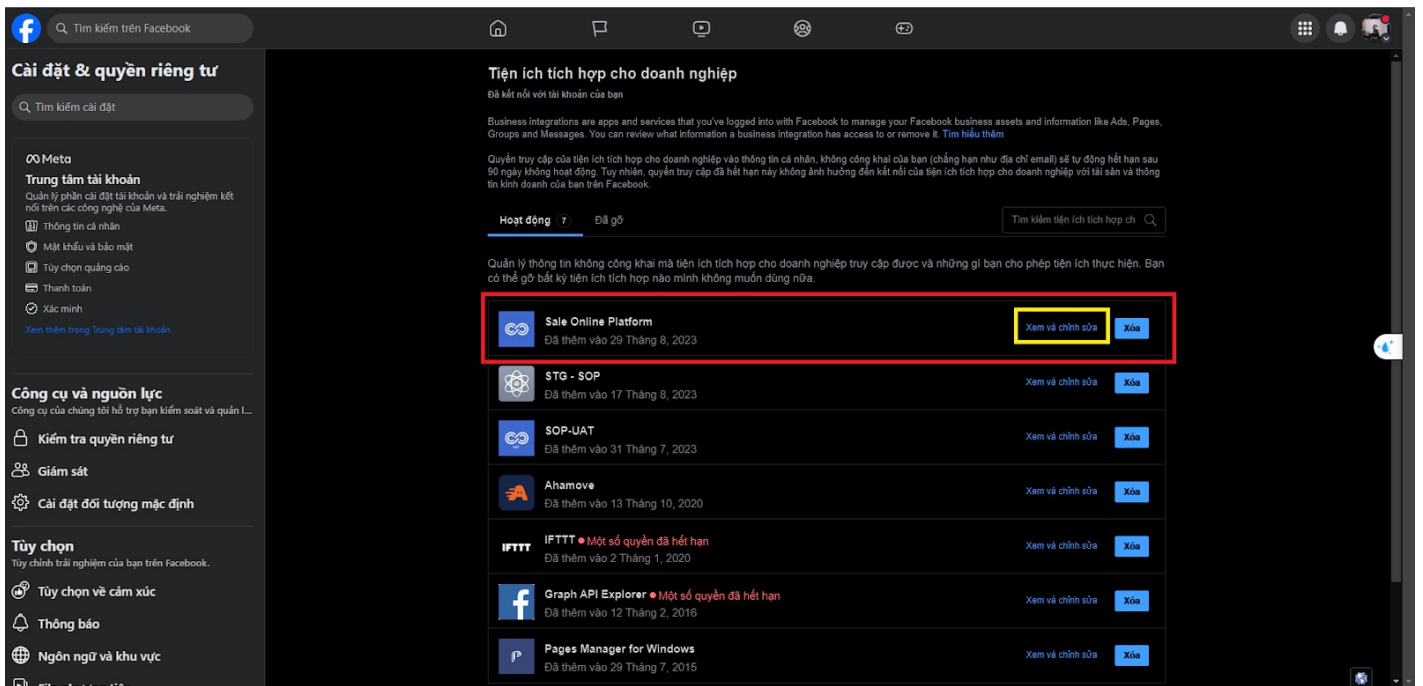 Tìm kiếm trên Facebook
Cài đặt & quyền riêng tư
Tìm kiếm cài đặt
Meta
Trung tâm tài khoản
Quản lý phần cài đặt tài khoản và trải nghiệm kết
nối trên các công nghệ của Meta.
Thông tin cá nhân
Mật khẩu và bảo mật
Tùy chọn quảng cáo
Thanh toán
Xác minh
Xem thêm trong Trung tâm tài khoản
Công cụ và nguồn lực
Công cụ của chúng tôi hỗ trợ bạn kiểm soát và quản l...
Kiểm tra quyền riêng tư
Giám sát
Cài đặt đối tượng mặc định
Tùy chọn
Tùy chỉnh trải nghiệm của bạn trên Facebook.
Tùy chọn về cảm xúc
Thông báo
Ngôn ngữ và khu vực
Tiện ích tích hợp cho doanh nghiệp
Đã kết nối với tài khoản của bạn
Business integrations are apps and services that you've logged into with Facebook to manage your Facebook business assets and information like Ads, Pages,
Groups and Messages. You can review what information a business integration has access to or remove it. Tìm hiểu thêm
Quyền truy cập của tiện ích tích hợp cho doanh nghiệp vào thông tin cá nhân, không công khai của bạn (chẳng hạn như địa chỉ email) sẽ tự động hết hạn sau
90 ngày không hoạt động. Tuy nhiên, quyền truy cập đã hết hạn này không ảnh hưởng đến kết nối của tiện ích tích hợp cho doanh nghiệp với tài sản và thông
tin kinh doanh của bạn trên Facebook.
Hoạt động 7 Đã gỡ Tìm kiếm tiện ích tích hợp ch
Quản lý thông tin không công khai mà tiện ích tích hợp cho doanh nghiệp truy cập được và những gì bạn cho phép tiện ích thực hiện. Bạn
có thể gỡ bất kỳ tiện ích tích hợp nào mình không muốn dùng nữa.
Sale Online Platform
Đã thêm vào 29 Tháng 8, 2023
Xem và chỉnh sửa Xóa
STG - SOP
Đã thêm vào 17 Tháng 8, 2023
Xem và chỉnh sửa Xóa
SOP-UAT
Đã thêm vào 31 Tháng 7, 2023
Xem và chỉnh sửa Xóa
Ahamove
Đã thêm vào 13 Tháng 10, 2020
Xem và chỉnh sửa Xóa
IFTTT
IFTTT ● Một số quyền đã hết hạn
Đã thêm vào 2 Tháng 1, 2020
Xem và chỉnh sửa Xóa
Graph API Explorer ● Một số quyền đã hết hạn
Đã thêm vào 12 Tháng 2, 2016
Xem và chỉnh sửa Xóa
Pages Manager for Windows
Đã thêm vào 29 Tháng 7, 2015
Xem và chỉnh sửa Xóa